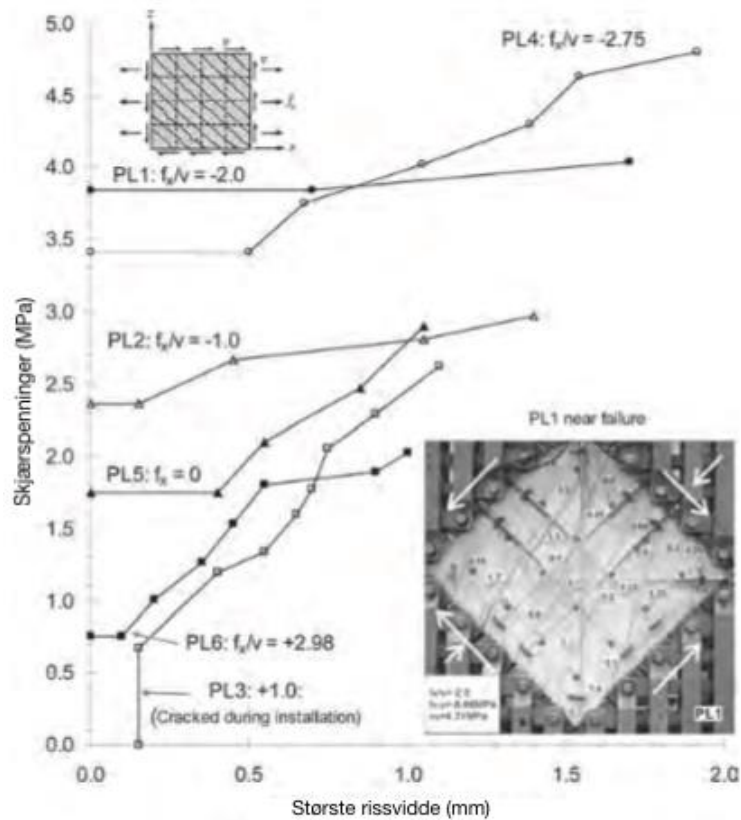 5.0
PL4: fₓ/v = -2.75
4.5
4.0
PL1: fₓ/v = -2.0
3.5
3.0
PL2: fₓ/v = -1.0
2.5
PL1 near failure
2.0
PL5: fₓ = 0
1.5
1.0
PL6: fₓ/v = +2.98
0.5
PL3: +1.0:
(Cracked during installation)
PL1
0.0
0.0 0.5 1.0 1.5 2.0
Skjærspenninger (MPa)
Største rissvidde (mm)